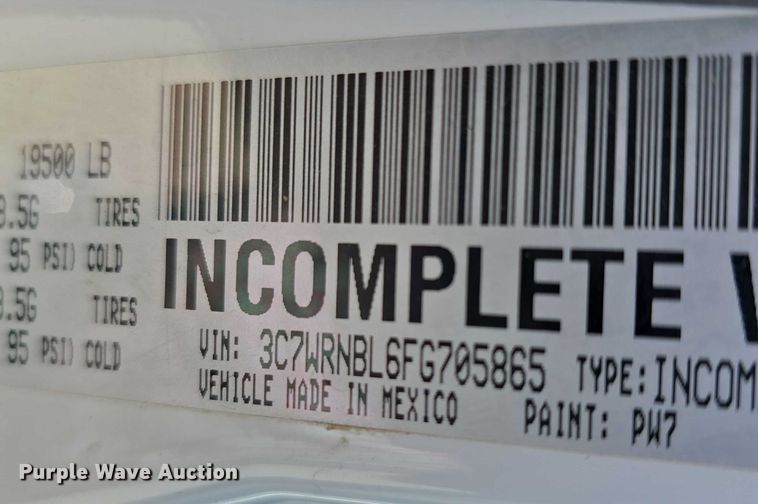 19500 LB
TIRES
95 PSI) COLD
TIRES
95 PSI) COLD
INCOMPLETE V
VIN: 3C7WRNBL6FG705865 TYPE: INCOM
VEHICLE MADE IN MEXICO PAINT: PW7
Purple Wave Auction